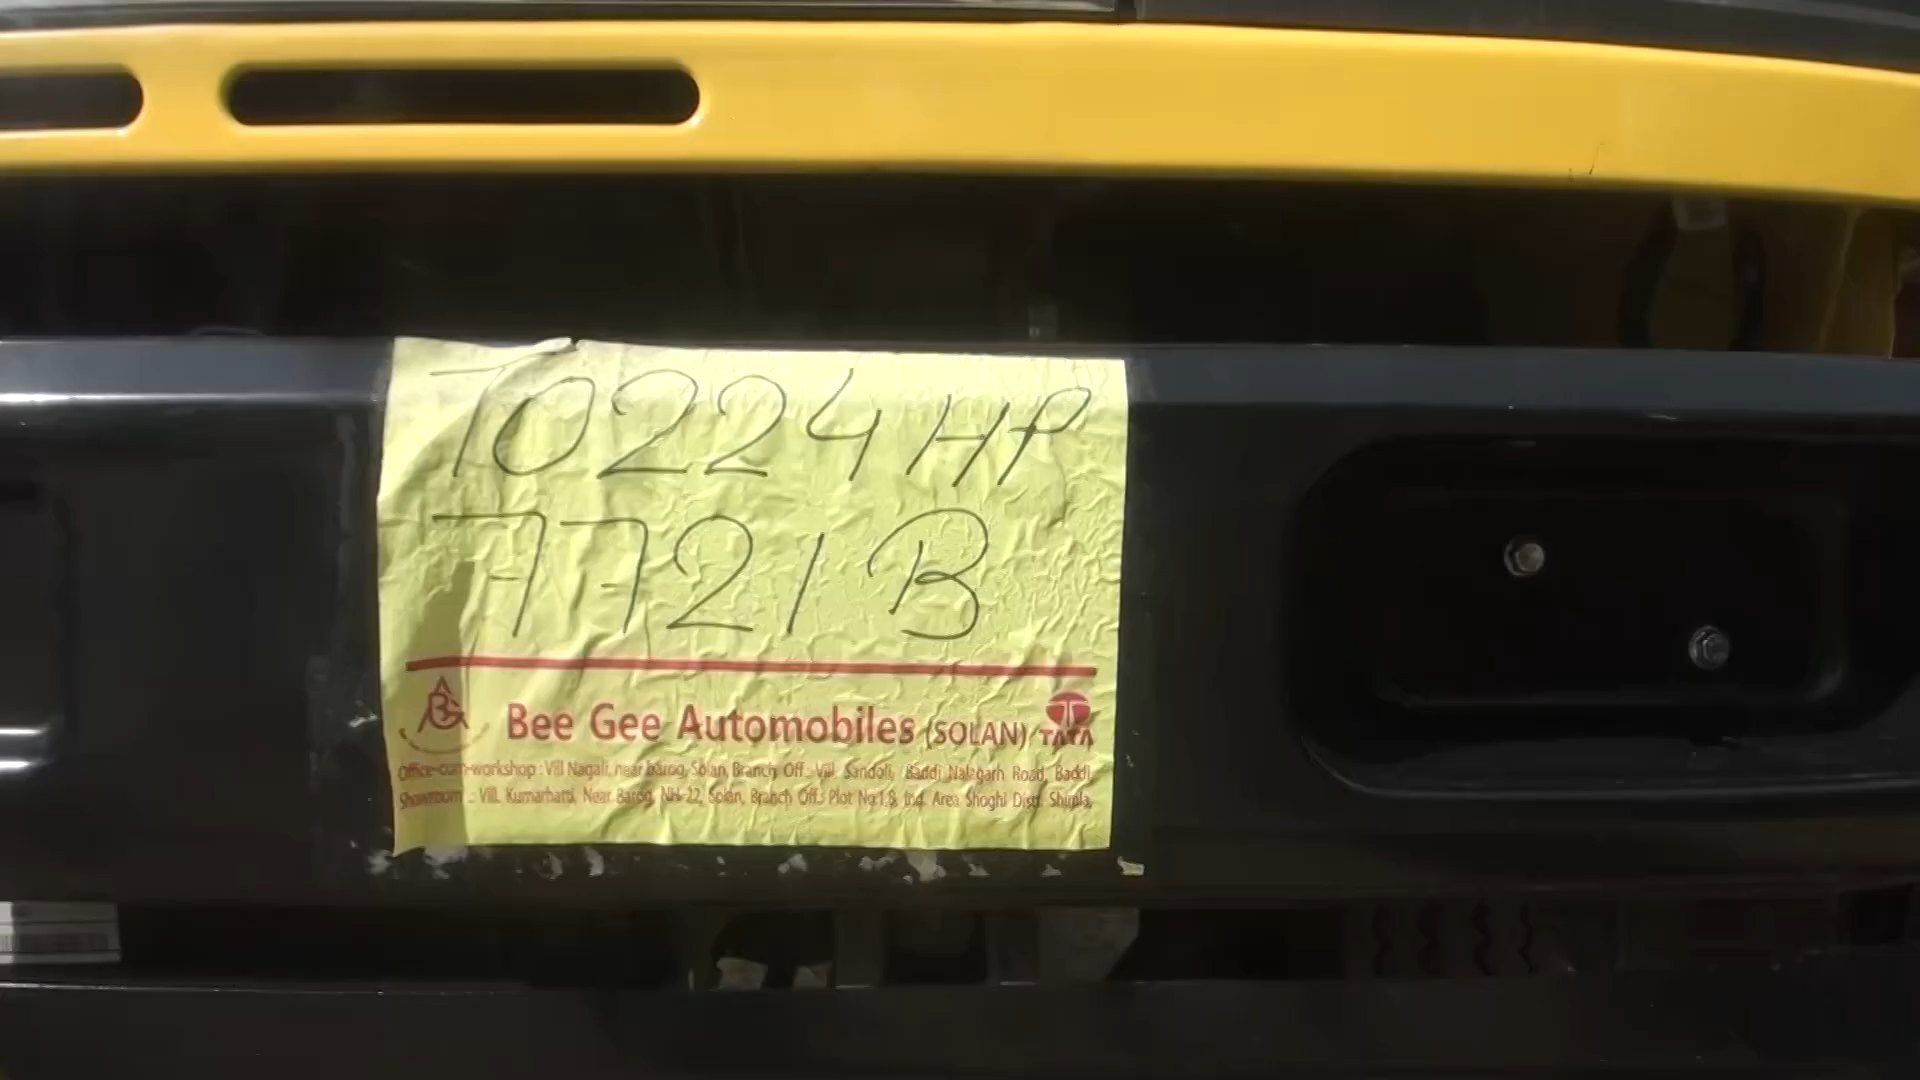 T0224HP
7721B
Bee Gee Automobiles (SOLAN) TATA
Office-cum-workshop : Vill Nagali, near barog, Solan, Branch Off.: Vill. Sandoli, Baddi Nalagarh Road, Baddi,
Showroom : Vill. Kumarhatti, Near Barog, NH-22, Solan, Branch Off.: Plot No.1,8, Ind. Area Shoghi Distt. Shimla,